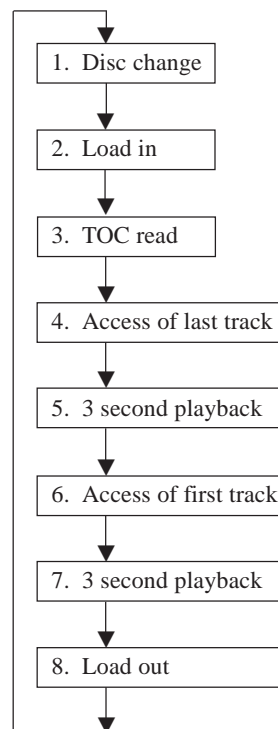 1. Disc change
2. Load in
3. TOC read
4. Access of last track
5. 3 second playback
6. Access of first track
7. 3 second playback
8. Load out